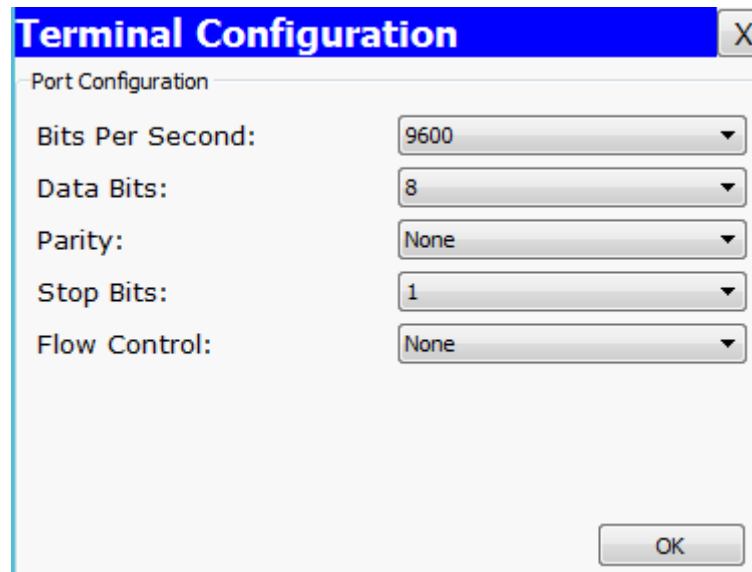 Terminal Configuration X
Port Configuration
Bits Per Second: 9600
Data Bits: 8
Parity: None
Stop Bits: 1
Flow Control: None
OK